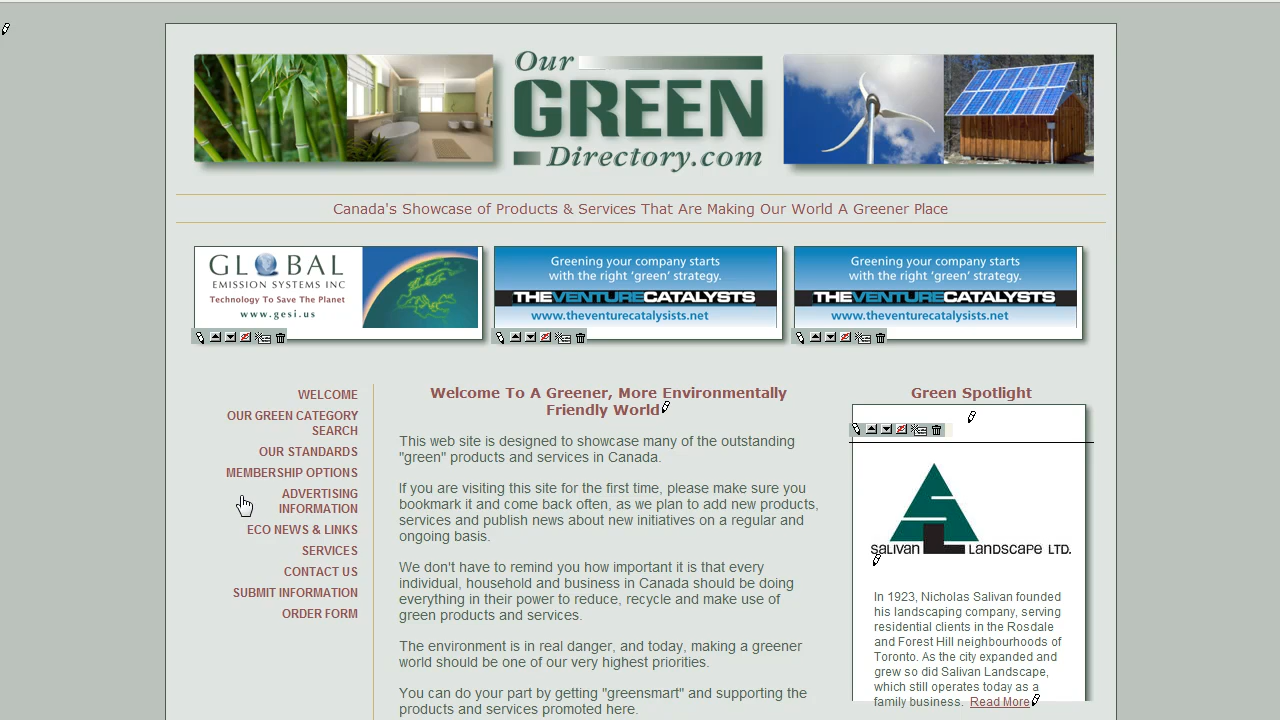 Our
GREEN
Directory.com
Canada's Showcase of Products & Services That Are Making Our World A Greener Place
GLOBAL
EMISSION SYSTEMS INC
Technology To Save The Planet
www.gesi.us
Greening your company starts
with the right 'green' strategy.
THEVENTURECATALYSTS
www.theventurecatalysists.net
Greening your company starts
with the right 'green' strategy.
THEVENTURECATALYSTS
www.theventurecatalysists.net
WELCOME
OUR GREEN CATEGORY
SEARCH
OUR STANDARDS
MEMBERSHIP OPTIONS
ADVERTISING
INFORMATION
ECO NEWS & LINKS
SERVICES
CONTACT US
SUBMIT INFORMATION
ORDER FORM
Welcome To A Greener, More Environmentally
Friendly World
This web site is designed to showcase many of the outstanding
"green" products and services in Canada.
If you are visiting this site for the first time, please make sure you
bookmark it and come back often, as we plan to add new products,
services and publish news about new initiatives on a regular and
ongoing basis.
We don't have to remind you how important it is that every
individual, household and business in Canada should be doing
everything in their power to reduce, recycle and make use of
green products and services.
The environment is in real danger, and today, making a greener
world should be one of our very highest priorities.
You can do your part by getting "greensmart" and supporting the
products and services promoted here.
Green Spotlight
SALIVAN LANDSCAPE LTD.
In 1923, Nicholas Salivan founded
his landscaping company, serving
residential clients in the Rosdale
and Forest Hill neighbourhoods of
Toronto. As the city expanded and
grew so did Salivan Landscape,
which still operates today as a
family business. Read More